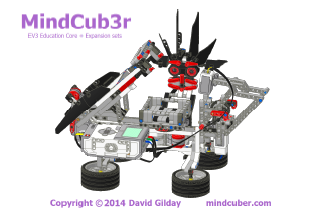 MindCub3r
EV3 Education Core + Expansion sets
Copyright © 2014 David Gilday mindcuber.com